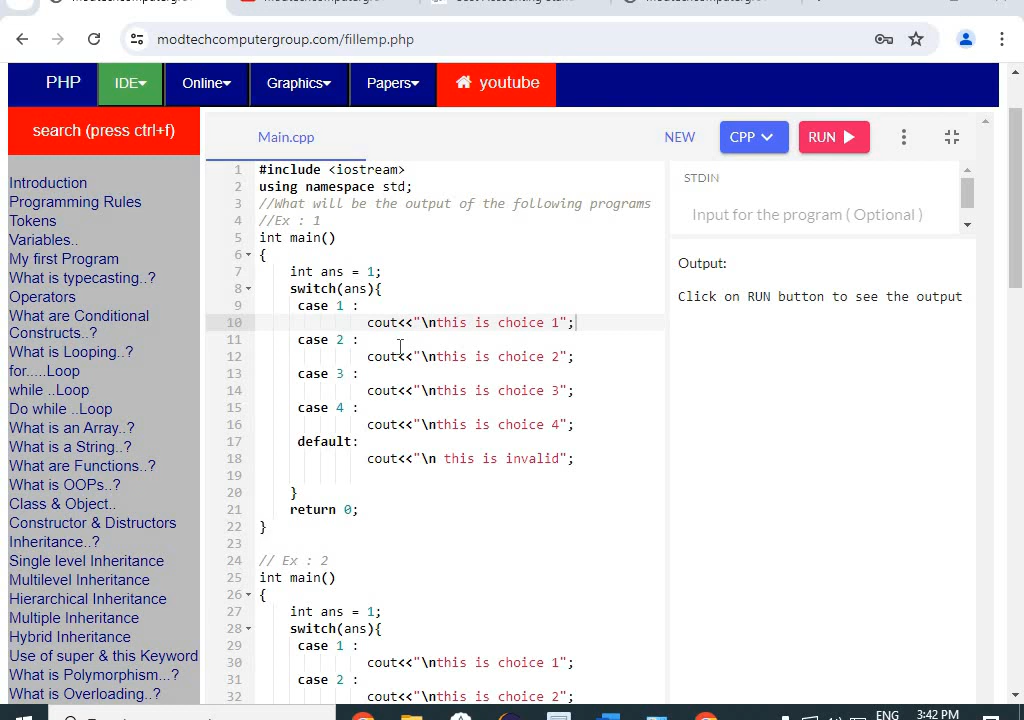 modtechcomputergroup.com/fillemp.php
PHP
IDE
Online
Graphics
Papers
youtube
search (press ctrl+f)
Introduction
Programming Rules
Tokens
Variables..
My first Program
What is typecasting..?
Operators
What are Conditional
Constructs..?
What is Looping..?
for.....Loop
while ..Loop
Do while ..Loop
What is an Array..?
What is a String..?
What are Functions..?
What is OOPs..?
Class & Object..
Constructor & Distructors
Inheritance..?
Single level Inheritance
Multilevel Inheritance
Hierarchical Inheritance
Multiple Inheritance
Hybrid Inheritance
Use of super & this Keyword
What is Polymorphism...?
What is Overloading..?
Main.cpp
NEW
CPP
RUN
1 #include <iostream>
2 using namespace std;
3 //What will be the output of the following programs
4 //Ex : 1
5 int main()
6 {
7 int ans = 1;
8 switch(ans){
9 case 1 :
10 cout<<"\nthis is choice 1";
11 case 2 :
12 cout<<"\nthis is choice 2";
13 case 3 :
14 cout<<"\nthis is choice 3";
15 case 4 :
16 cout<<"\nthis is choice 4";
17 default:
18 cout<<"\n this is invalid";
19
20 }
21 return 0;
22 }
23
24 // Ex : 2
25 int main()
26 {
27 int ans = 1;
28 switch(ans){
29 case 1 :
30 cout<<"\nthis is choice 1";
31 case 2 :
32 cout<<"\nthis is choice 2";
STDIN
Input for the program ( Optional )
Output:
Click on RUN button to see the output
ENG
3:42 PM